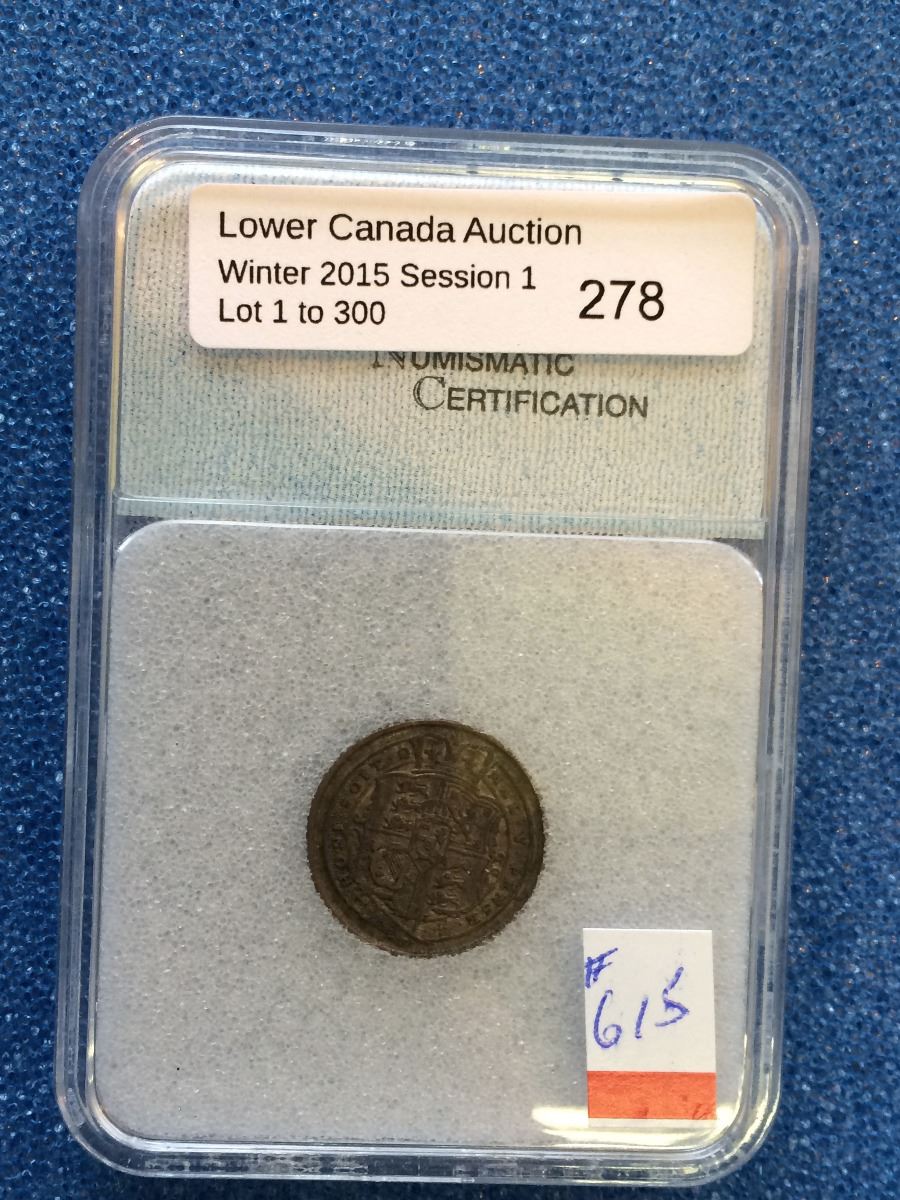 Lower Canada Auction
Winter 2015 Session 1
278
Lot 1 to 300
NUMISMATIC
CERTIFICATION
#
615